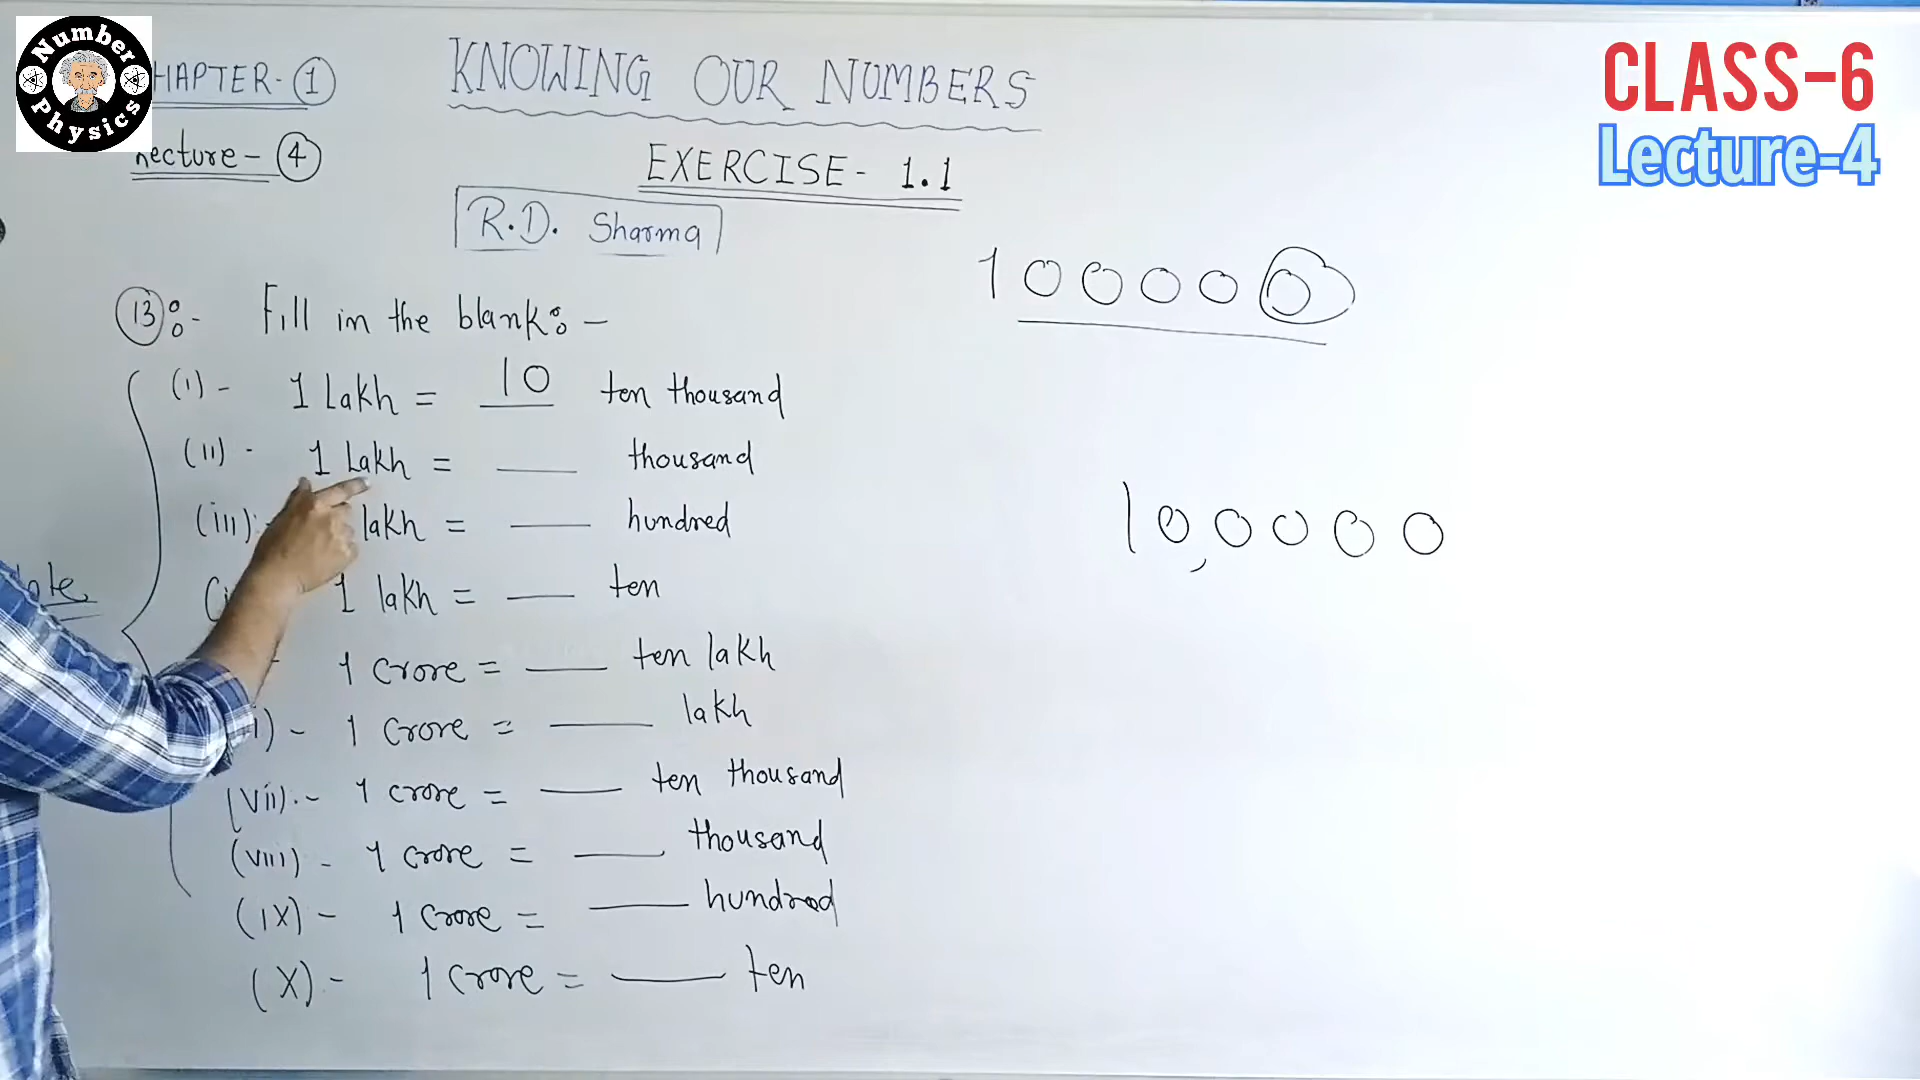 Number Physics
HAPTER-1
KNOWING OUR NUMBERS
CLASS-6
Lecture-4
Lecture-4
EXERCISE- 1.1
R.D. Sharma
100000
13:- Fill in the blank:-
(i)- 1 Lakh = 10 ten thousand
(ii)- 1 Lakh = ___ thousand
(iii):- lakh = ___ hundred
10,0000
1 lakh = ___ ten
1 crore = ___ ten lakh
i)- 1 crore = ___ lakh
(vii).- 1 crore = ___ ten thousand
(viii)- 1 crore = ___ thousand
(ix)- 1 crore = ___ hundred
(x)- 1 crore = ___ ten